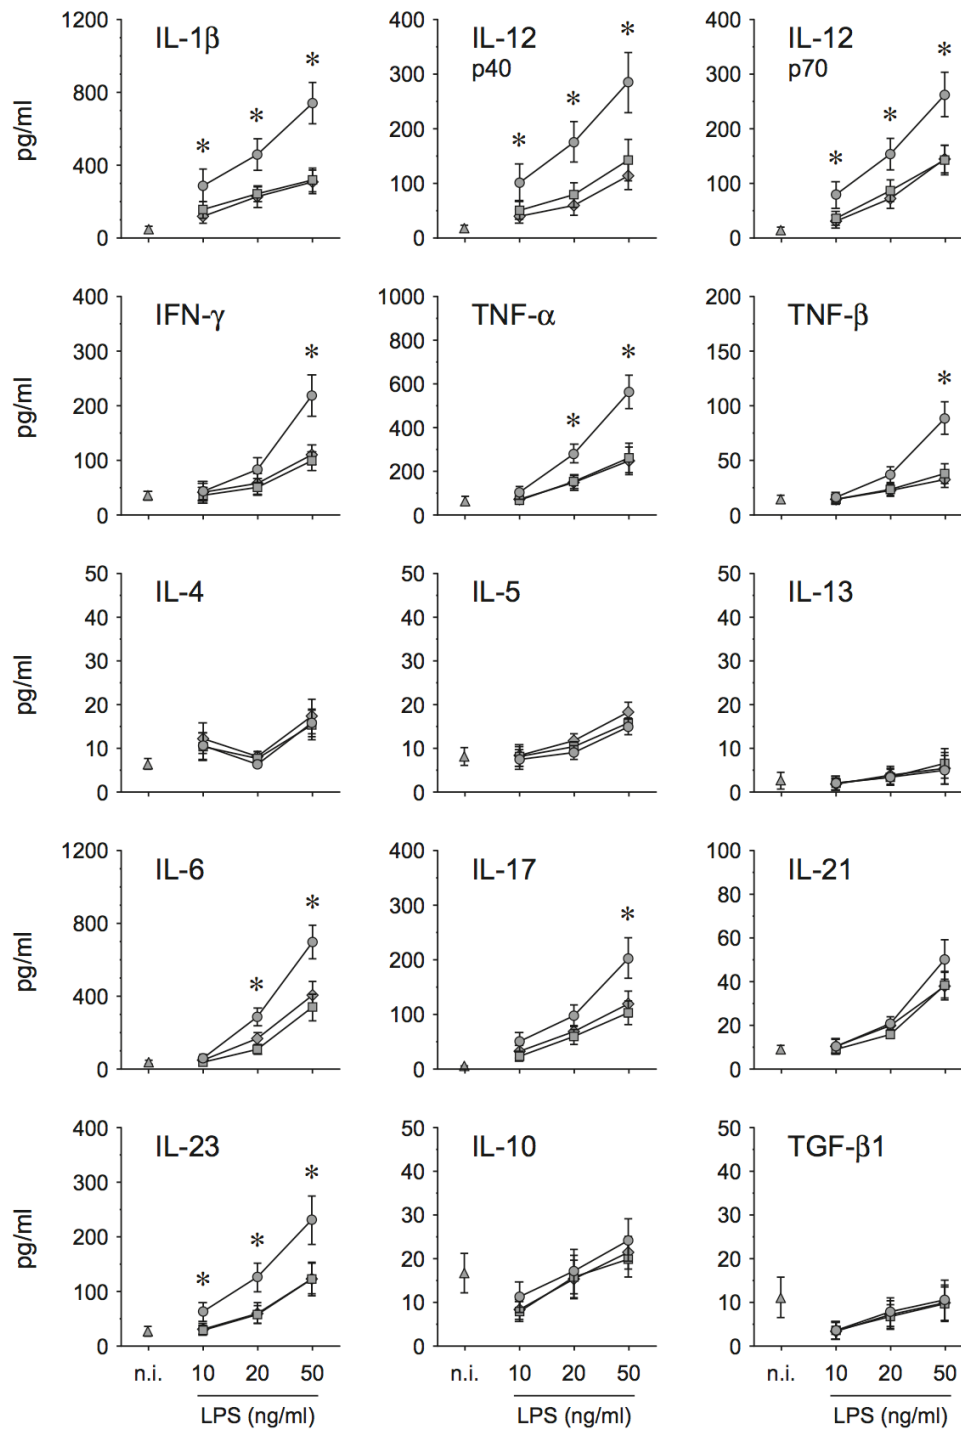 IL-1β
1200
800
400
0
pg/ml
* * *
IL-12
p40
400
300
200
100
0
* * *
IL-12
p70
400
300
200
100
0
* * *
IFN-γ
400
300
200
100
0
pg/ml
*
TNF-α
1000
800
600
400
200
0
* *
TNF-β
200
150
100
50
0
*
IL-4
50
40
30
20
10
0
pg/ml
IL-5
50
40
30
20
10
0
IL-13
50
40
30
20
10
0
IL-6
1200
800
400
0
pg/ml
* *
IL-17
400
300
200
100
0
*
IL-21
100
80
60
40
20
0
IL-23
400
300
200
100
0
pg/ml
* * *
n.i. 10 20 50
LPS (ng/ml)
IL-10
50
40
30
20
10
0
n.i. 10 20 50
LPS (ng/ml)
TGF-β1
50
40
30
20
10
0
n.i. 10 20 50
LPS (ng/ml)